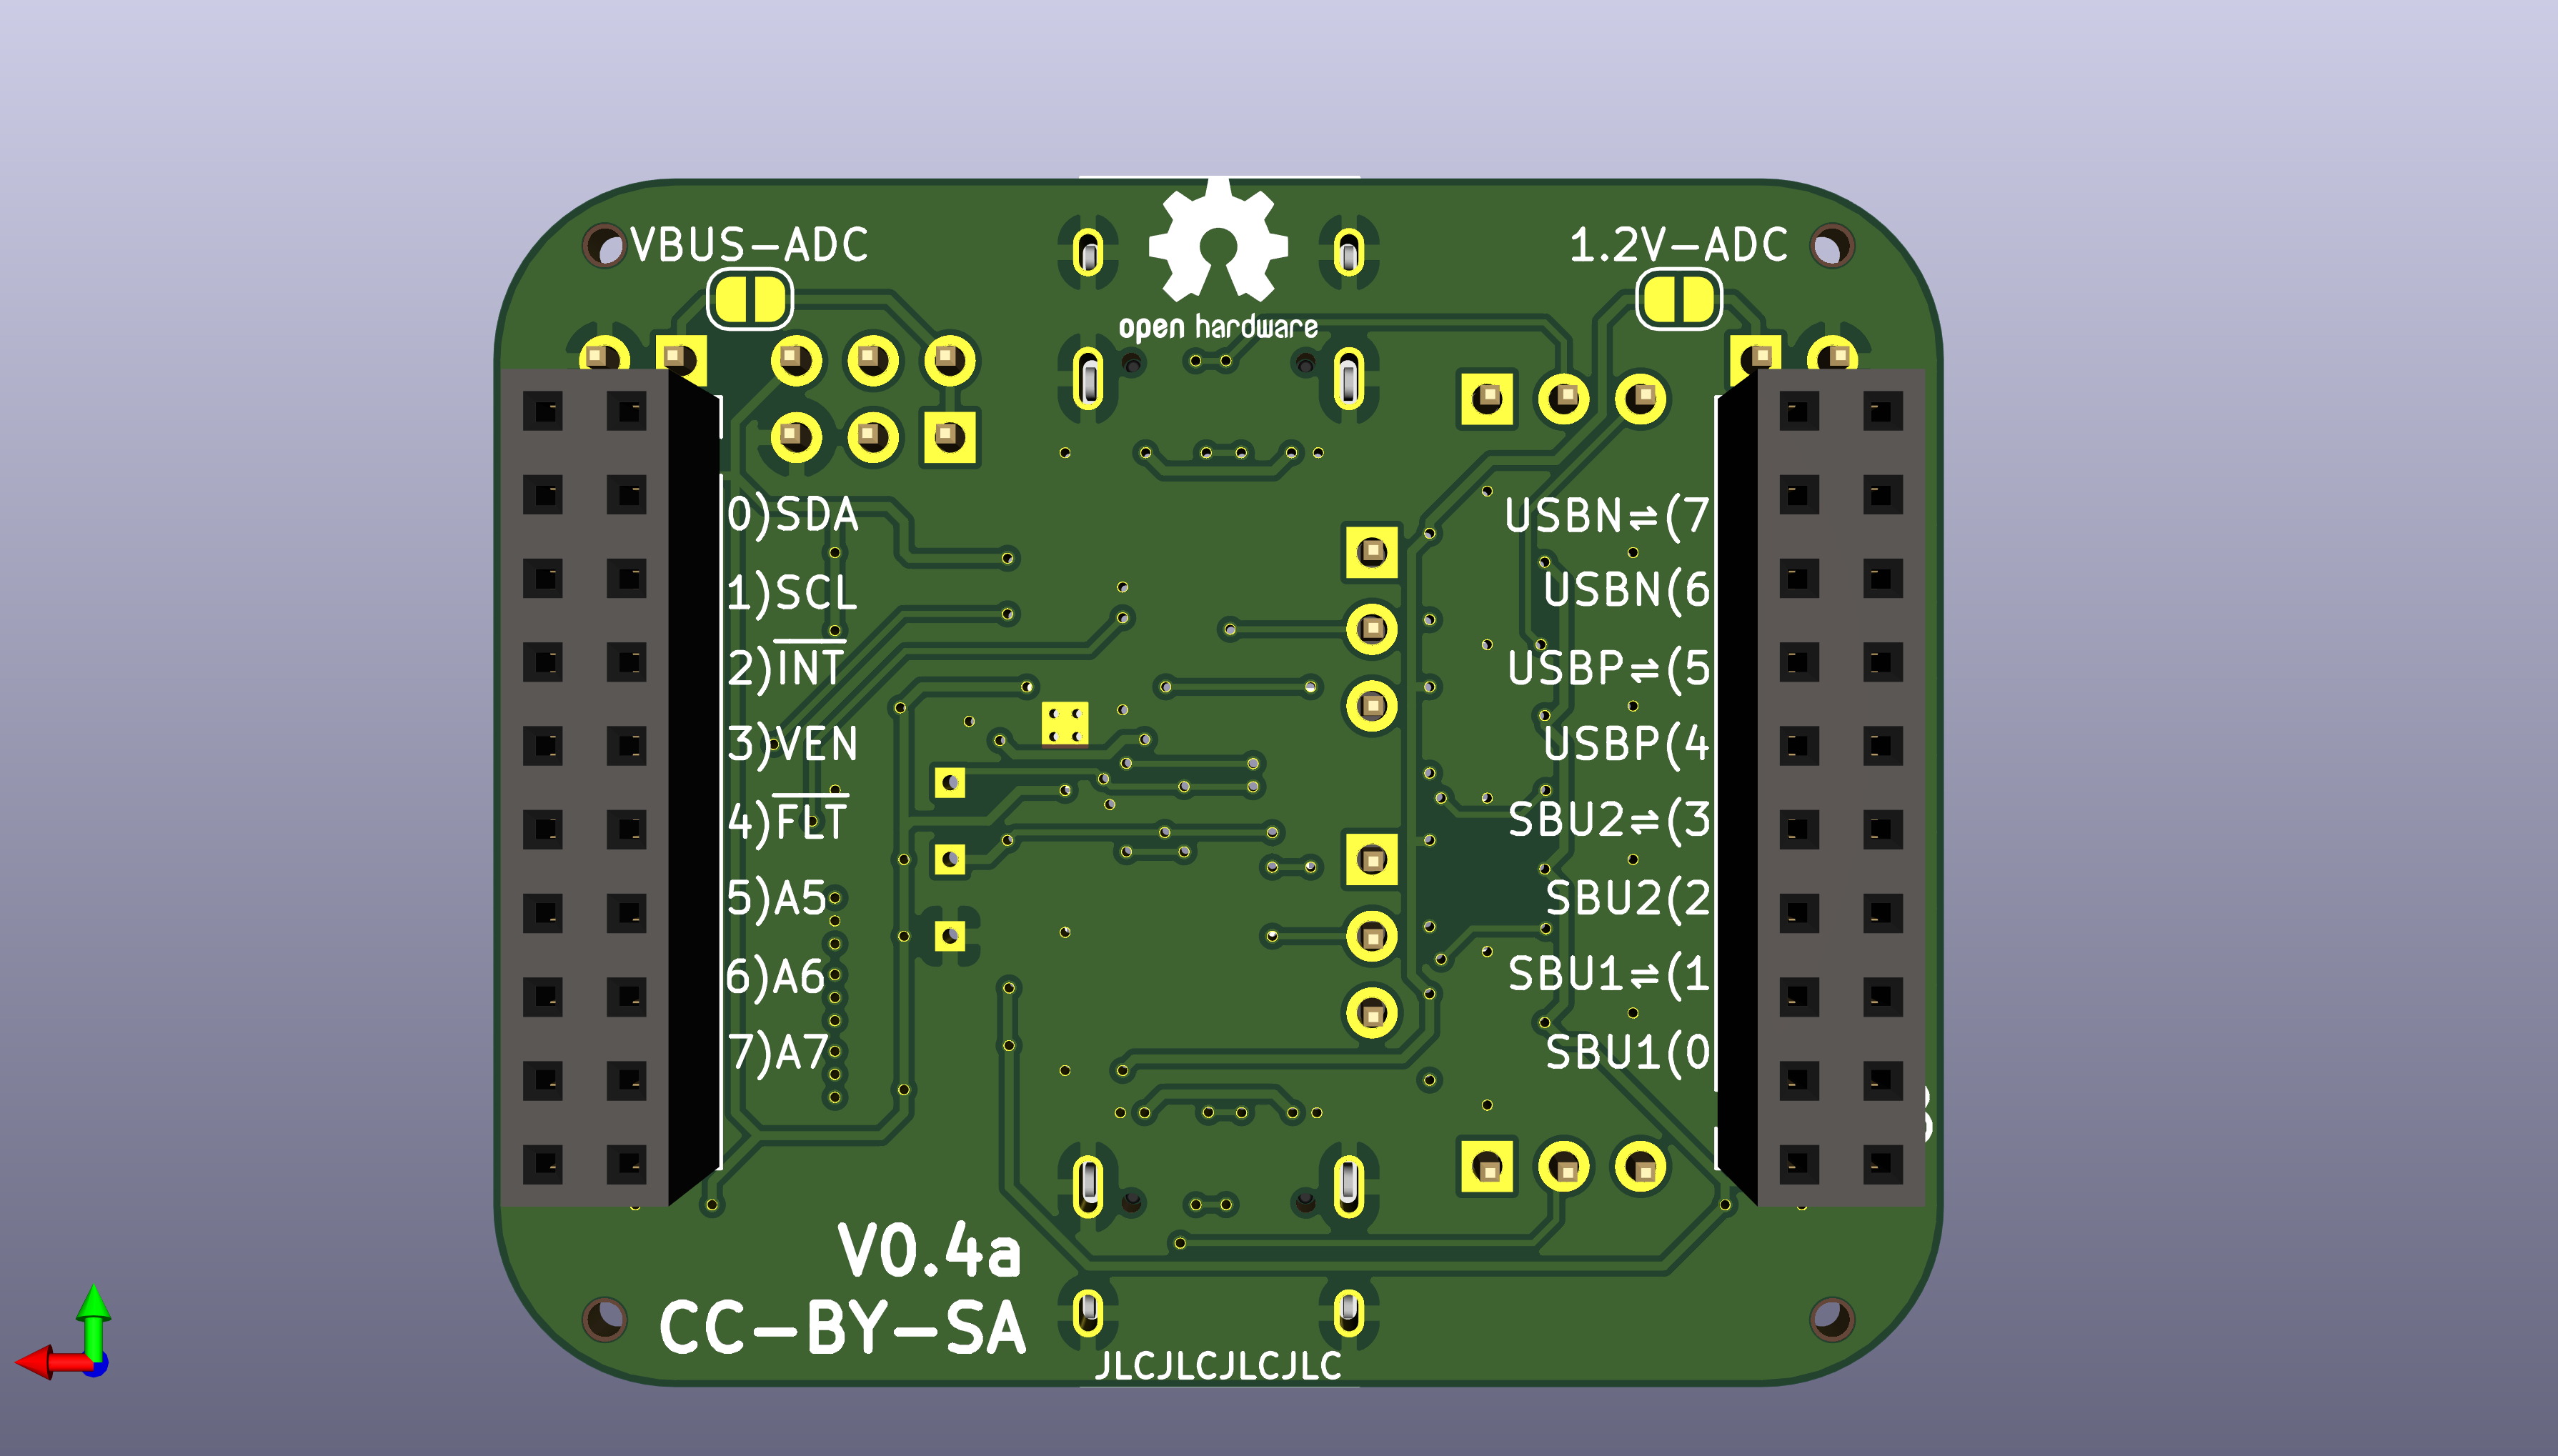 VBUS-ADC
1.2V-ADC
open hardware
0)SDA
1)SCL
2)INT
3)VEN
4)FLT
5)A5
6)A6
7)A7
USBN⇌(7
USBN(6
USBP⇌(5
USBP(4
SBU2⇌(3
SBU2(2
SBU1⇌(1
SBU1(0
V0.4a
CC-BY-SA
JLCJLCJLCJLC